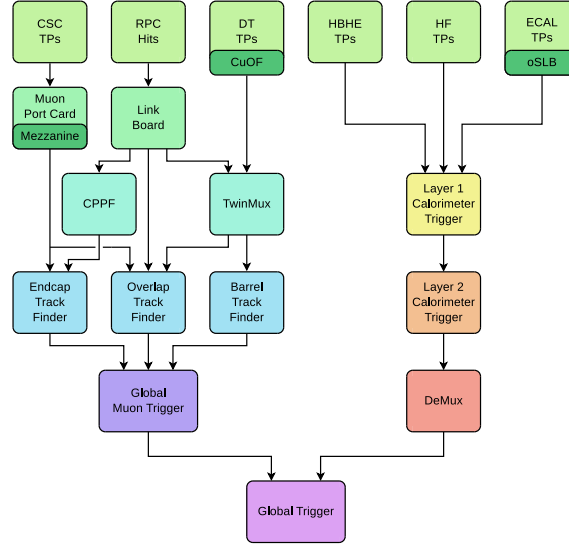 CSC
TPs
RPC
Hits
DT
TPs
CuOF
HBHE
TPs
HF
TPs
ECAL
TPs
oSLB
Muon
Port Card
Mezzanine
Link
Board
CPPF
TwinMux
Layer 1
Calorimeter
Trigger
Endcap
Track
Finder
Overlap
Track
Finder
Barrel
Track
Finder
Layer 2
Calorimeter
Trigger
Global
Muon Trigger
DeMux
Global Trigger